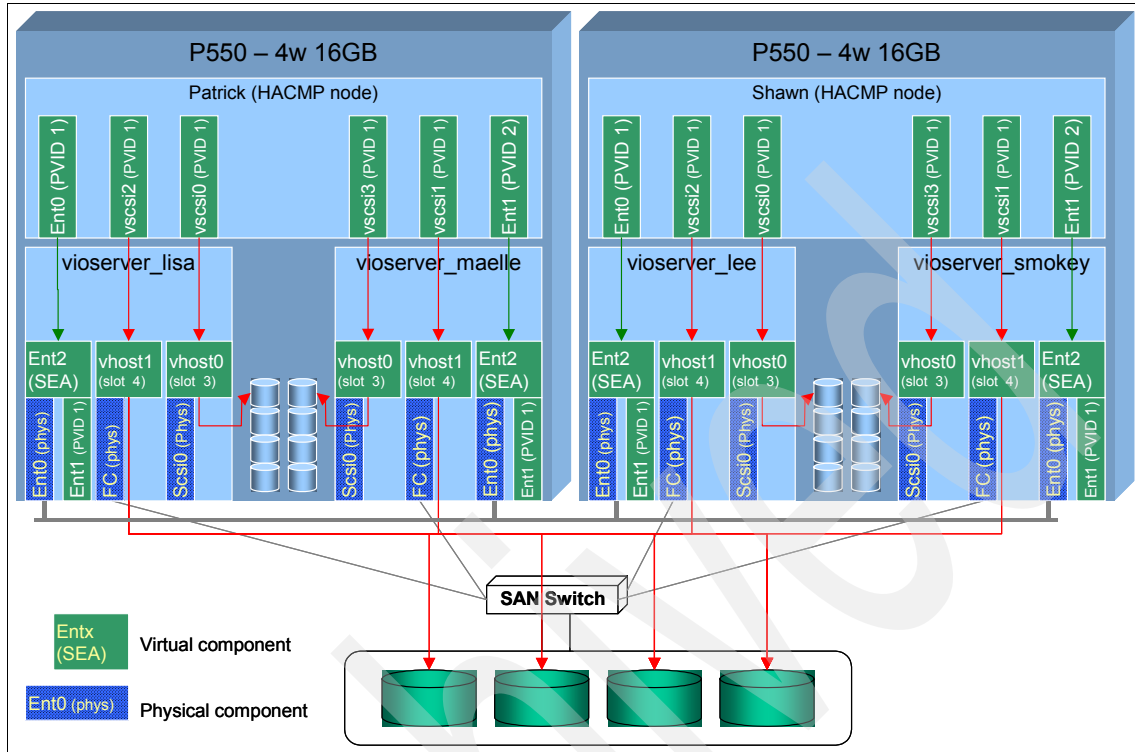 P550 – 4w 16GB
Patrick (HACMP node)
Ent0 (PVID 1)
vscsi2 (PVID 1)
vscsi0 (PVID 1)
vscsi3 (PVID 1)
vscsi1 (PVID 1)
Ent1 (PVID 2)
vioserver_lisa
vioserver_maelle
Ent2
(SEA)
vhost1
(slot 4)
vhost0
(slot 3)
vhost0
(slot 3)
vhost1
(slot 4)
Ent2
(SEA)
Ent0 (phys)
Ent1 (PVID 1)
FC (phys)
Scsi0 (Phys)
Scsi0 (Phys)
FC (phys)
Ent0 (phys)
Ent1 (PVID 1)
P550 – 4w 16GB
Shawn (HACMP node)
Ent0 (PVID 1)
vscsi2 (PVID 1)
vscsi0 (PVID 1)
vscsi3 (PVID 1)
vscsi1 (PVID 1)
Ent1 (PVID 2)
vioserver_lee
vioserver_smokey
Ent2
(SEA)
vhost1
(slot 4)
vhost0
(slot 3)
vhost0
(slot 3)
vhost1
(slot 4)
Ent2
(SEA)
Ent0 (phys)
Ent1 (PVID 1)
FC (phys)
Scsi0 (Phys)
Scsi0 (Phys)
FC (phys)
Ent0 (phys)
Ent1 (PVID 1)
SAN Switch
Entx
(SEA)
Virtual component
Ent0 (phys)
Physical component